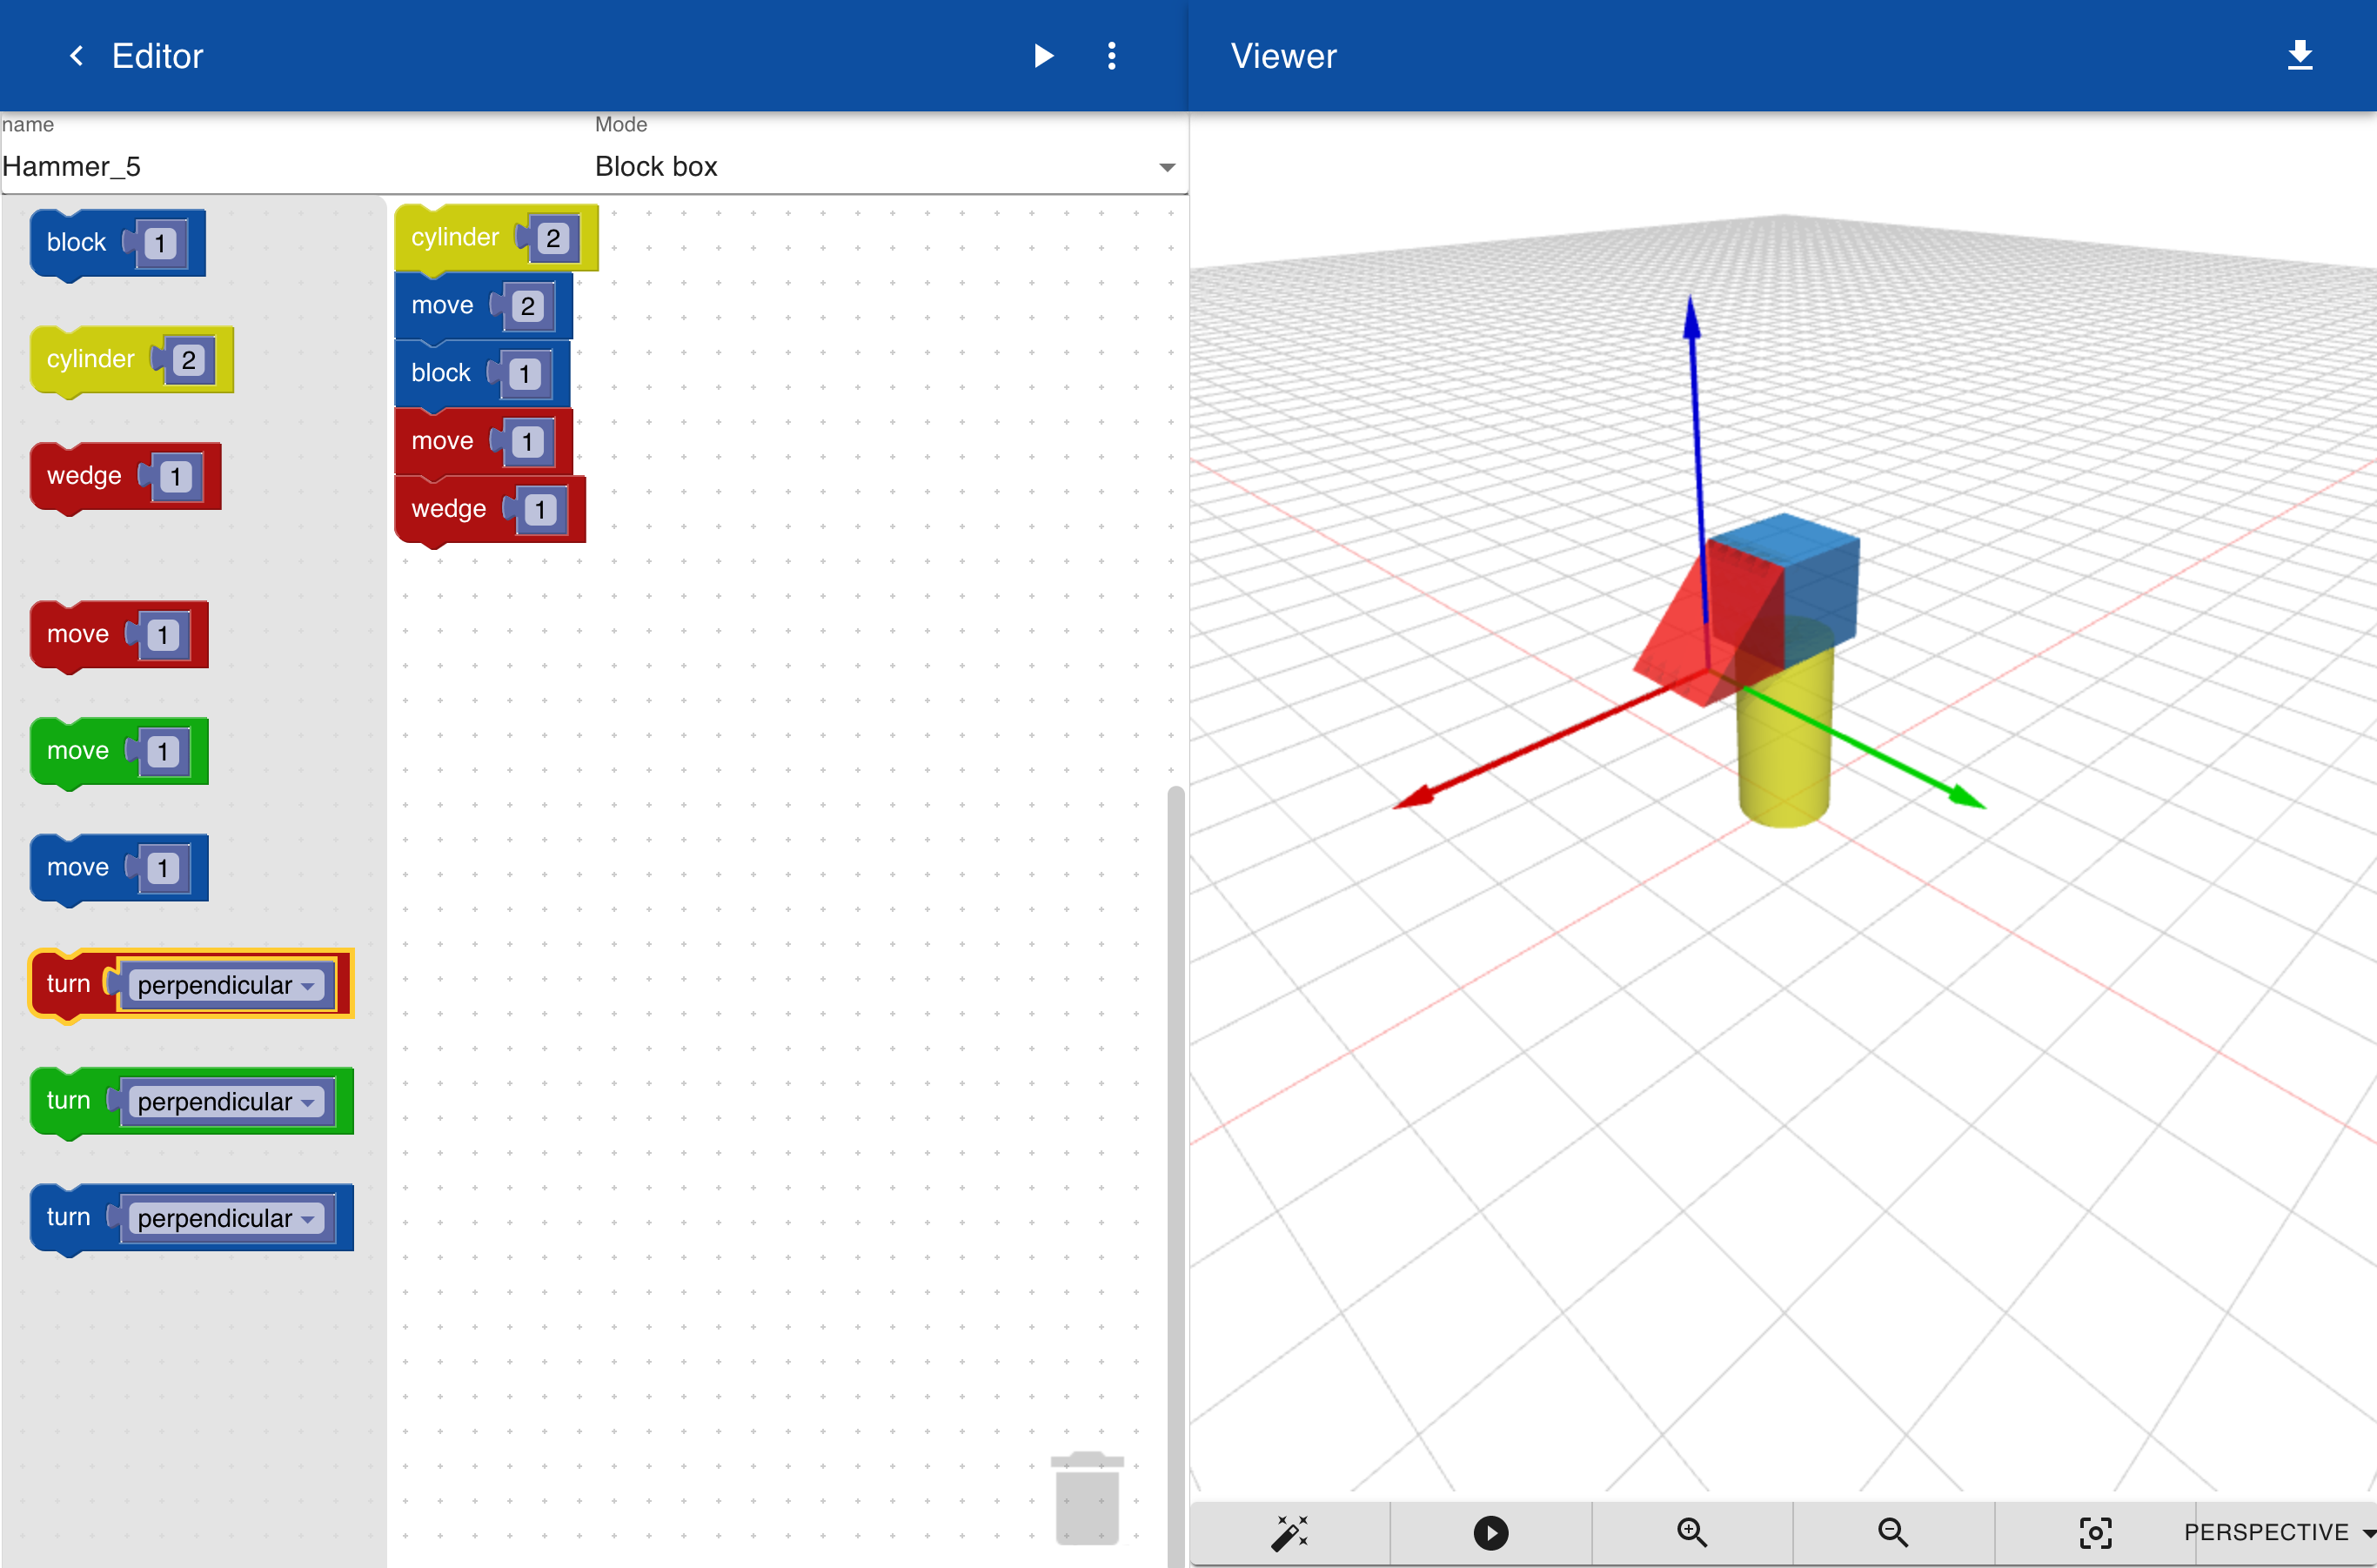 Editor
Viewer
name
Mode
Hammer_5
Block box
block 1
cylinder 2
wedge 1
move 1
move 1
move 1
turn perpendicular
turn perpendicular
turn perpendicular
cylinder 2
move 2
block 1
move 1
wedge 1
PERSPECTIVE